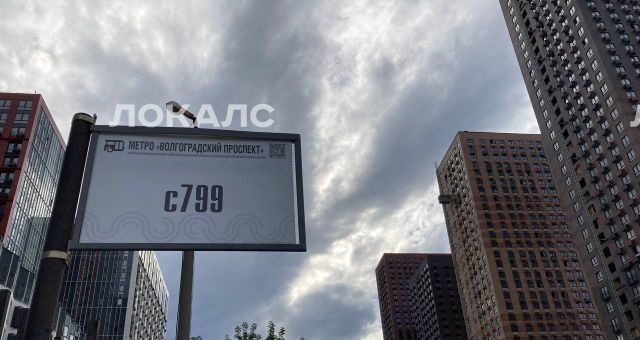 ЛОКАЛС
МЕТРО «ВОЛГОГРАДСКИЙ ПРОСПЕКТ»
с799